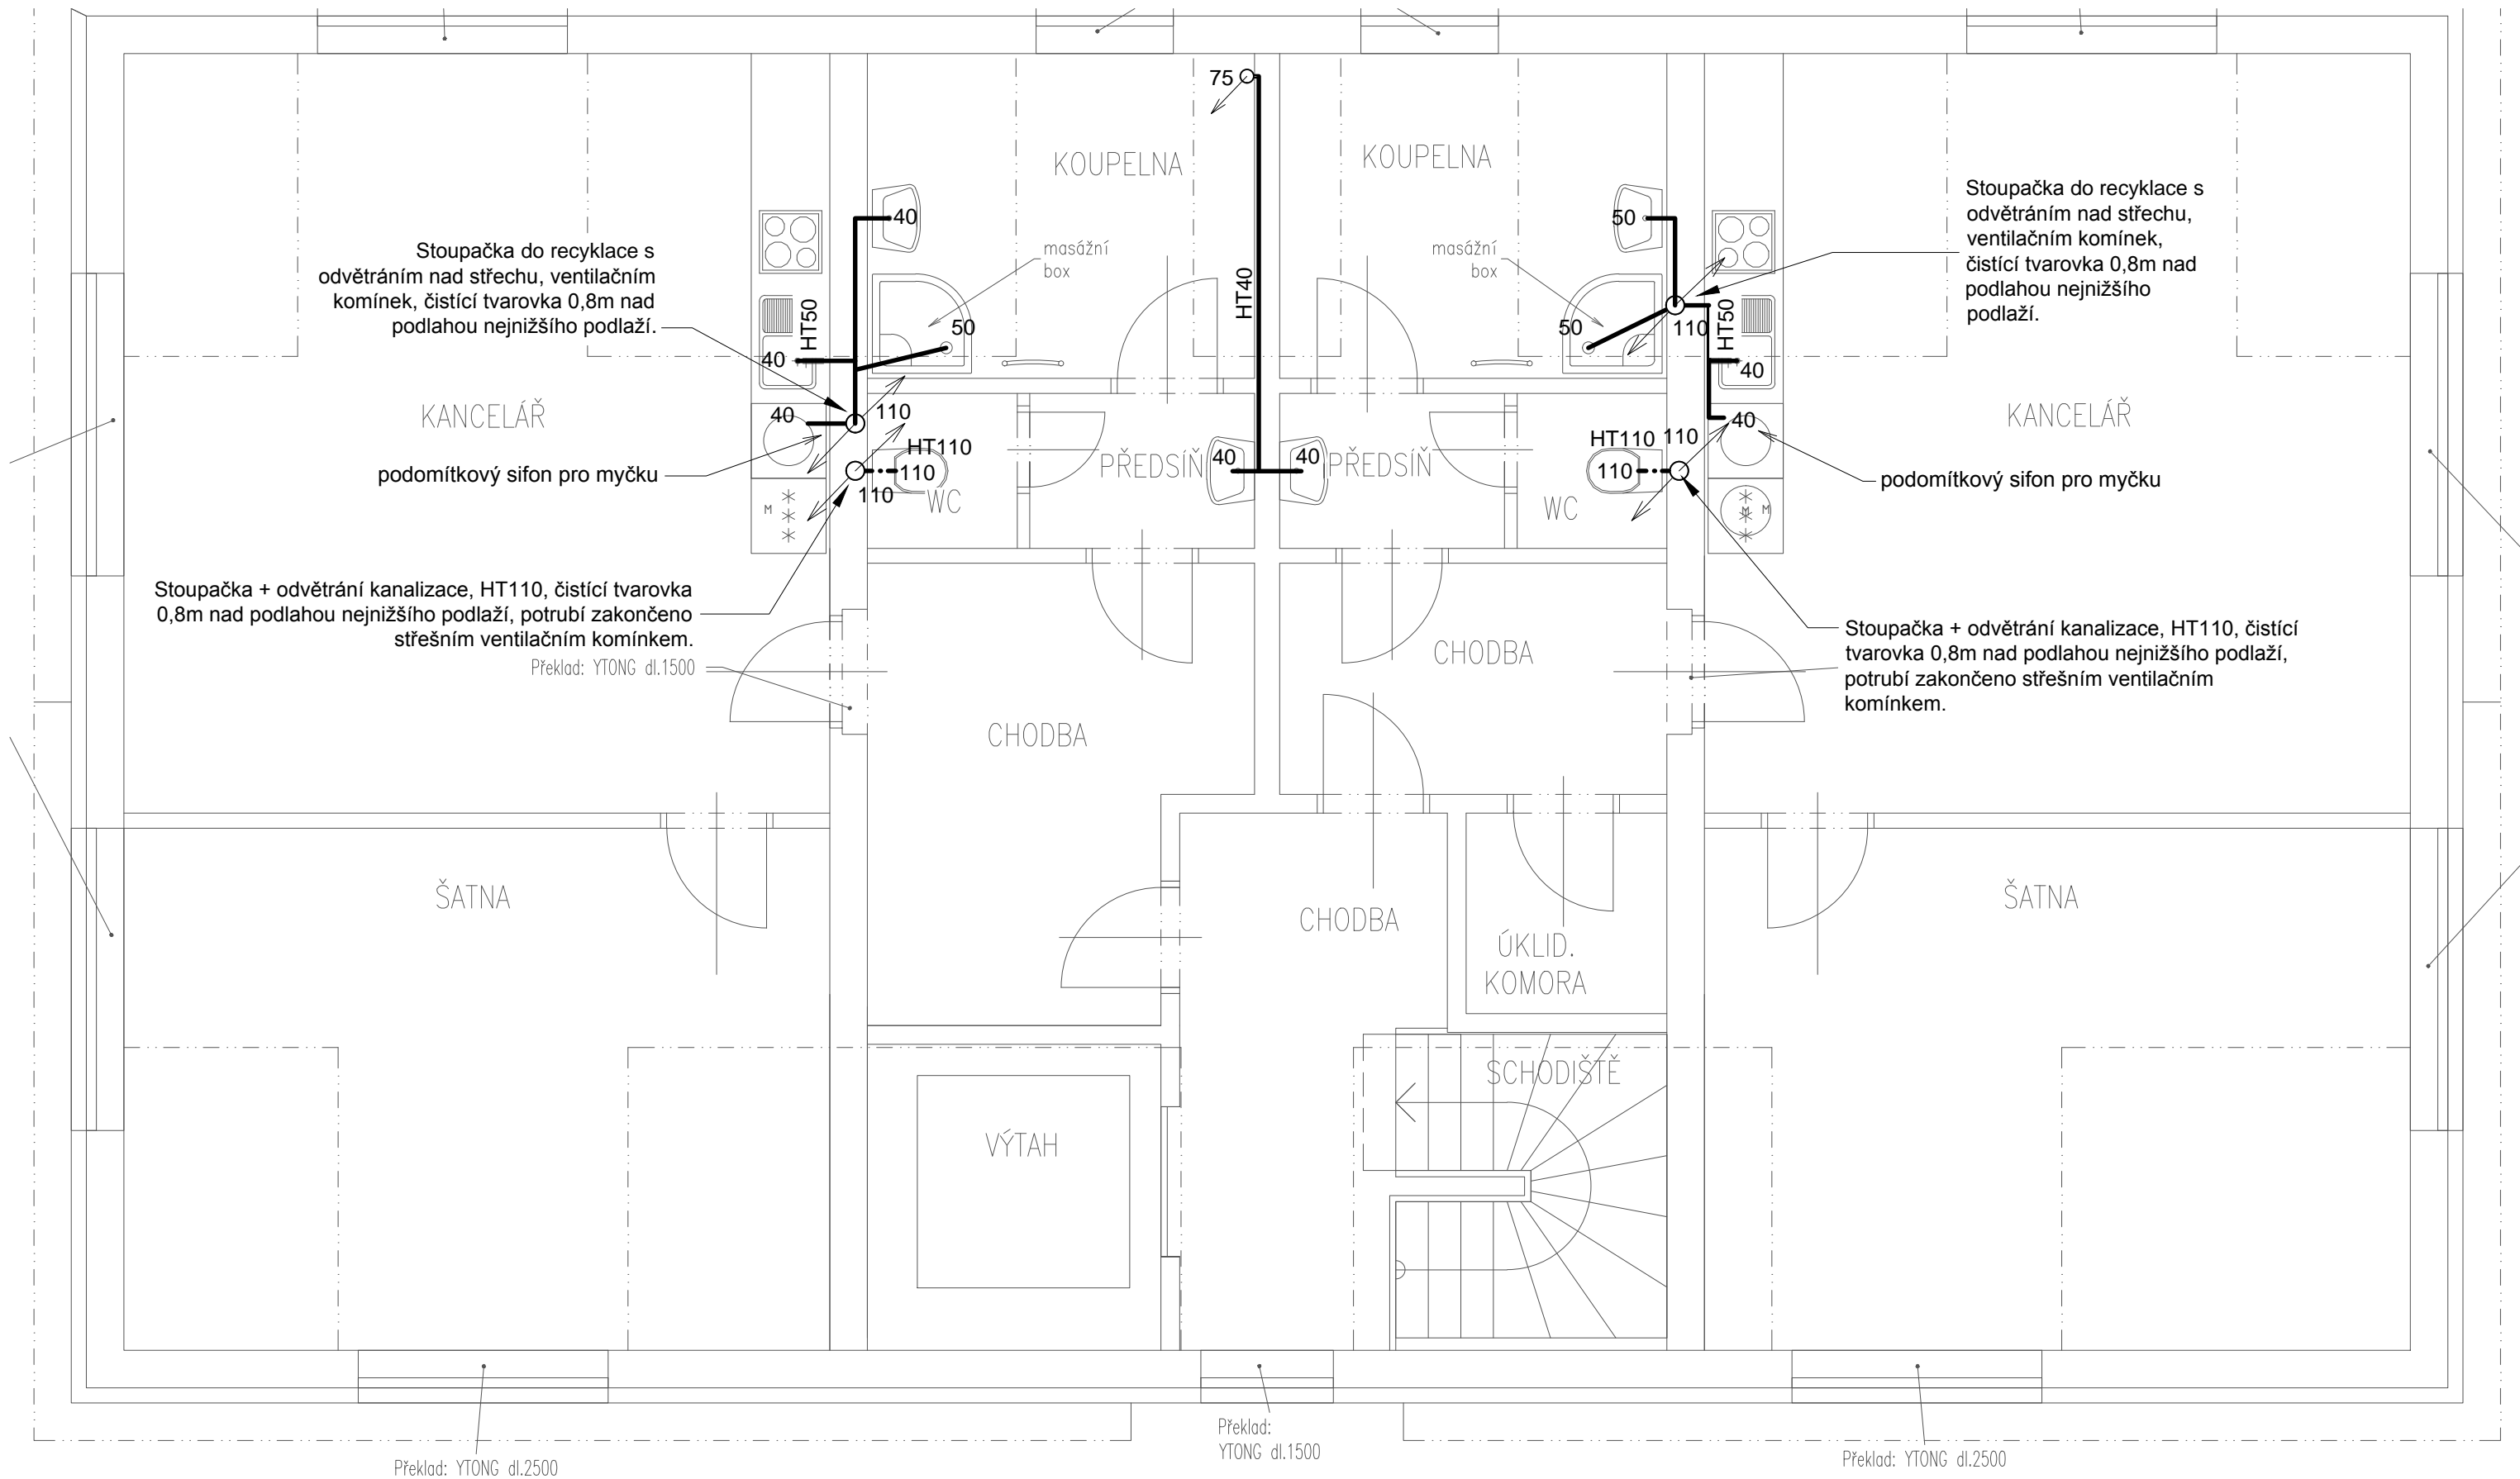 75
KOUPELNA
KOUPELNA
40
50
Stoupačka do recyklace s
odvětráním nad střechu, ventilačním
komínek, čistící tvarovka 0,8m nad
podlahou nejnižšího podlaží.
masážní
box
masážní
box
Stoupačka do recyklace s
odvětráním nad střechu,
ventilačním komínek,
čistící tvarovka 0,8m nad
podlahou nejnižšího
podlaží.
HT50
HT40
HT50
50
50
110
40
40
40
110
40
KANCELÁŘ
KANCELÁŘ
podomítkový sifon pro myčku
HT110
110
110
WC
PŘEDSÍŇ
40
40
PŘEDSÍŇ
HT110
110
110
WC
podomítkový sifon pro myčku
M
M
M
Stoupačka + odvětrání kanalizace, HT110, čistící tvarovka
0,8m nad podlahou nejnižšího podlaží, potrubí zakončeno
střešním ventilačním komínkem.
Překlad: YTONG dl.1500
Stoupačka + odvětrání kanalizace, HT110, čistící
tvarovka 0,8m nad podlahou nejnižšího podlaží,
potrubí zakončeno střešním ventilačním
komínkem.
CHODBA
CHODBA
ŠATNA
CHODBA
ÚKLID.
KOMORA
ŠATNA
SCHODIŠTĚ
VÝTAH
Překlad: YTONG dl.2500
Překlad:
YTONG dl.1500
Překlad: YTONG dl.2500